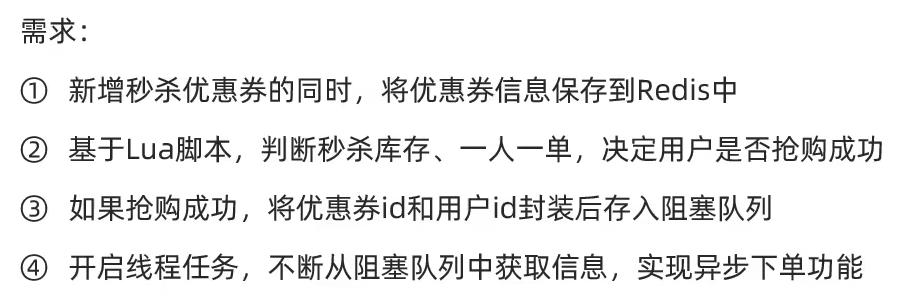 需求：
① 新增秒杀优惠券的同时，将优惠券信息保存到Redis中
② 基于Lua脚本，判断秒杀库存、一人一单，决定用户是否抢购成功
③ 如果抢购成功，将优惠券id和用户id封装后存入阻塞队列
④ 开启线程任务，不断从阻塞队列中获取信息，实现异步下单功能